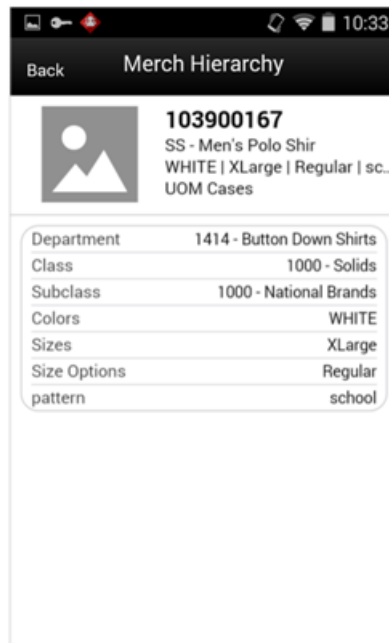 10:33
Back
Merch Hierarchy
103900167
SS - Men's Polo Shir
WHITE | XLarge | Regular | sc..
UOM Cases
Department 1414 - Button Down Shirts
Class 1000 - Solids
Subclass 1000 - National Brands
Colors WHITE
Sizes XLarge
Size Options Regular
pattern school